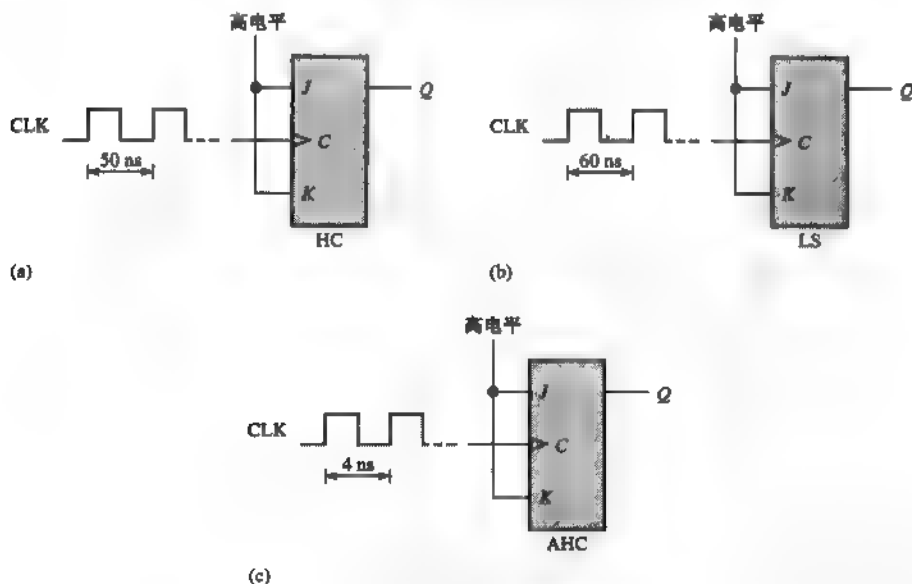 高电平
J
Q
CLK
C
50 ns
K
HC
(a)
高电平
J
Q
CLK
C
60 ns
K
LS
(b)
高电平
J
Q
CLK
C
4 ns
K
AHC
(c)